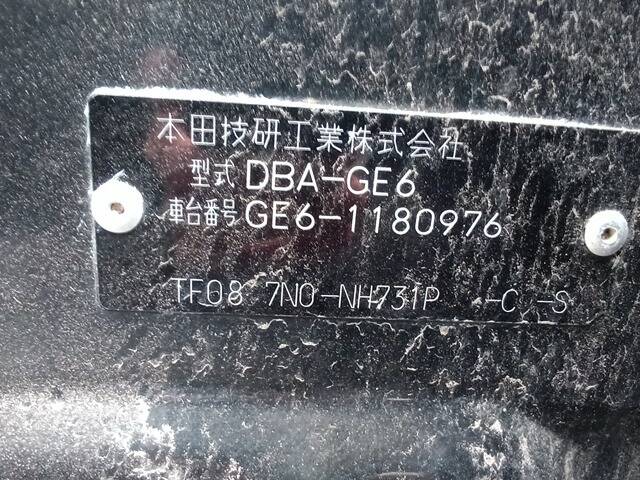 本田技研工業株式会社
型式 DBA-GE6
車台番号 GE6-1180976
TF08 7N0-NH731P -C -S